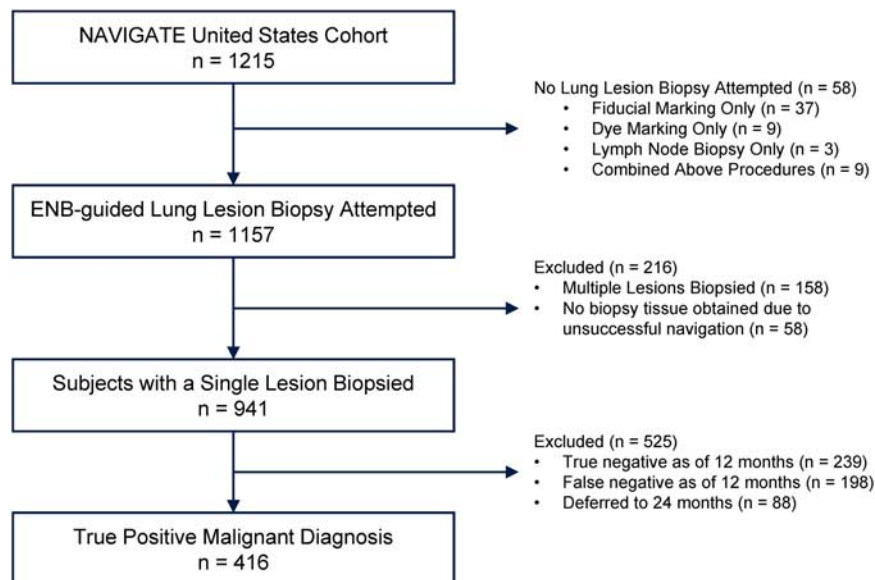 NAVIGATE United States Cohort
n = 1215
No Lung Lesion Biopsy Attempted (n = 58)
• Fiducial Marking Only (n = 37)
• Dye Marking Only (n = 9)
• Lymph Node Biopsy Only (n = 3)
• Combined Above Procedures (n = 9)
ENB-guided Lung Lesion Biopsy Attempted
n = 1157
Excluded (n = 216)
• Multiple Lesions Biopsied (n = 158)
• No biopsy tissue obtained due to
unsuccessful navigation (n = 58)
Subjects with a Single Lesion Biopsied
n = 941
Excluded (n = 525)
• True negative as of 12 months (n = 239)
• False negative as of 12 months (n = 198)
• Deferred to 24 months (n = 88)
True Positive Malignant Diagnosis
n = 416